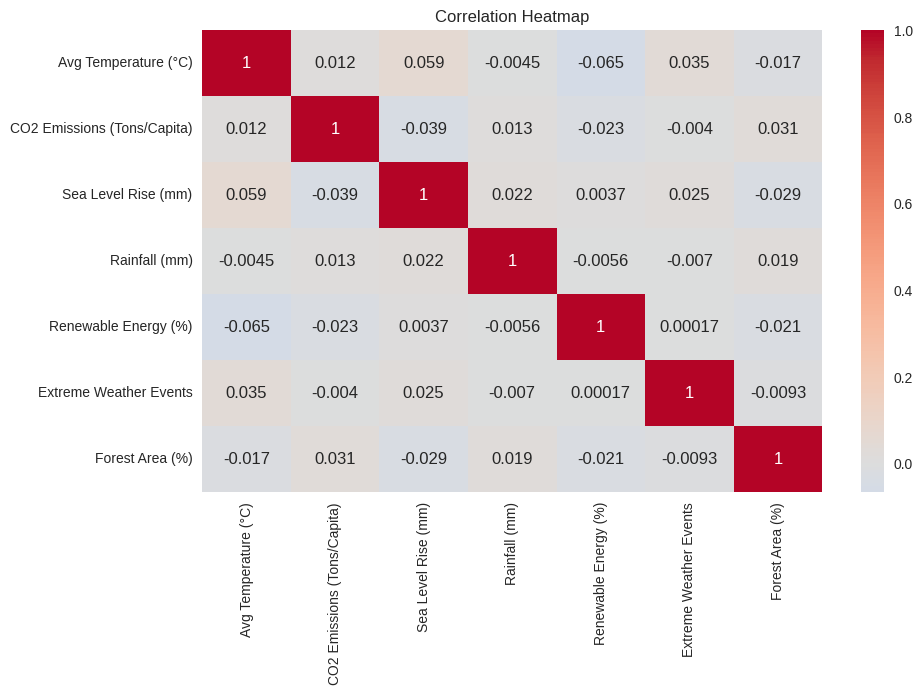 Correlation Heatmap
Avg Temperature (°C) 1 0.012 0.059 -0.0045 -0.065 0.035 -0.017
CO2 Emissions (Tons/Capita) 0.012 1 -0.039 0.013 -0.023 -0.004 0.031
Sea Level Rise (mm) 0.059 -0.039 1 0.022 0.0037 0.025 -0.029
Rainfall (mm) -0.0045 0.013 0.022 1 -0.0056 -0.007 0.019
Renewable Energy (%) -0.065 -0.023 0.0037 -0.0056 1 0.00017 -0.021
Extreme Weather Events 0.035 -0.004 0.025 -0.007 0.00017 1 -0.0093
Forest Area (%) -0.017 0.031 -0.029 0.019 -0.021 -0.0093 1
Avg Temperature (°C)
CO2 Emissions (Tons/Capita)
Sea Level Rise (mm)
Rainfall (mm)
Renewable Energy (%)
Extreme Weather Events
Forest Area (%)
1.0
0.8
0.6
0.4
0.2
0.0